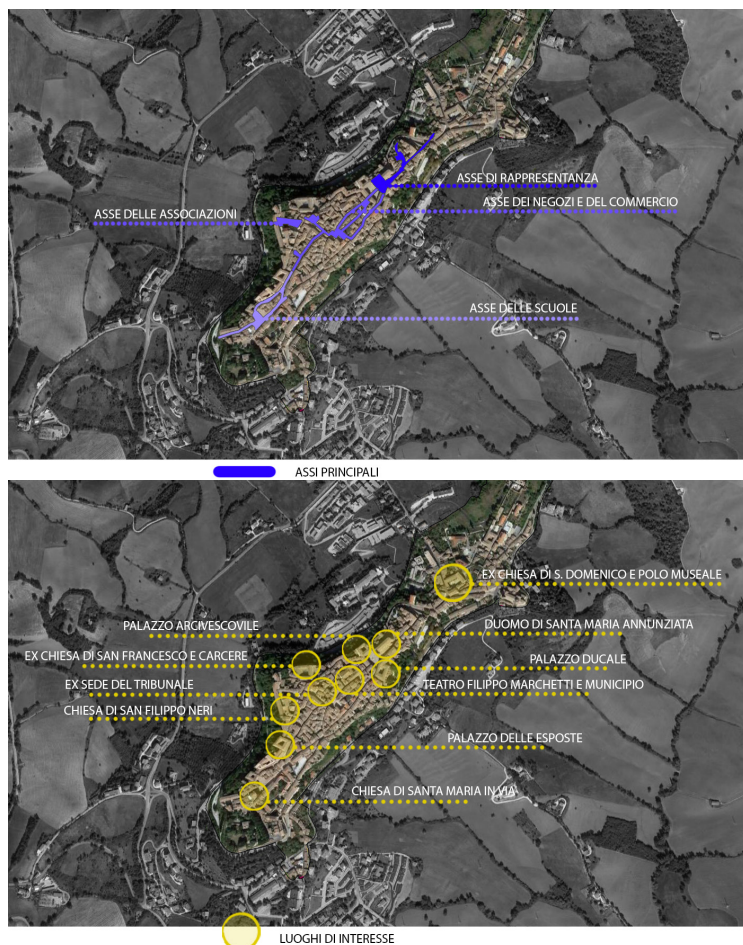 ASSE DI RAPPRESENTANZA
ASSE DEI NEGOZI E DEL COMMERCIO
ASSE DELLE ASSOCIAZIONI
ASSE DELLE SCUOLE
ASSI PRINCIPALI
EX CHIESA DI S. DOMENICO E POLO MUSEALE
PALAZZO ARCIVESCOVILE
DUOMO DI SANTA MARIA ANNUNZIATA
EX CHIESA DI SAN FRANCESCO E CARCERE
PALAZZO DUCALE
EX SEDE DEL TRIBUNALE
TEATRO FILIPPO MARCHETTI E MUNICIPIO
CHIESA DI SAN FILIPPO NERI
PALAZZO DELLE ESPOSTE
CHIESA DI SANTA MARIA IN VIA
LUOGHI DI INTERESSE